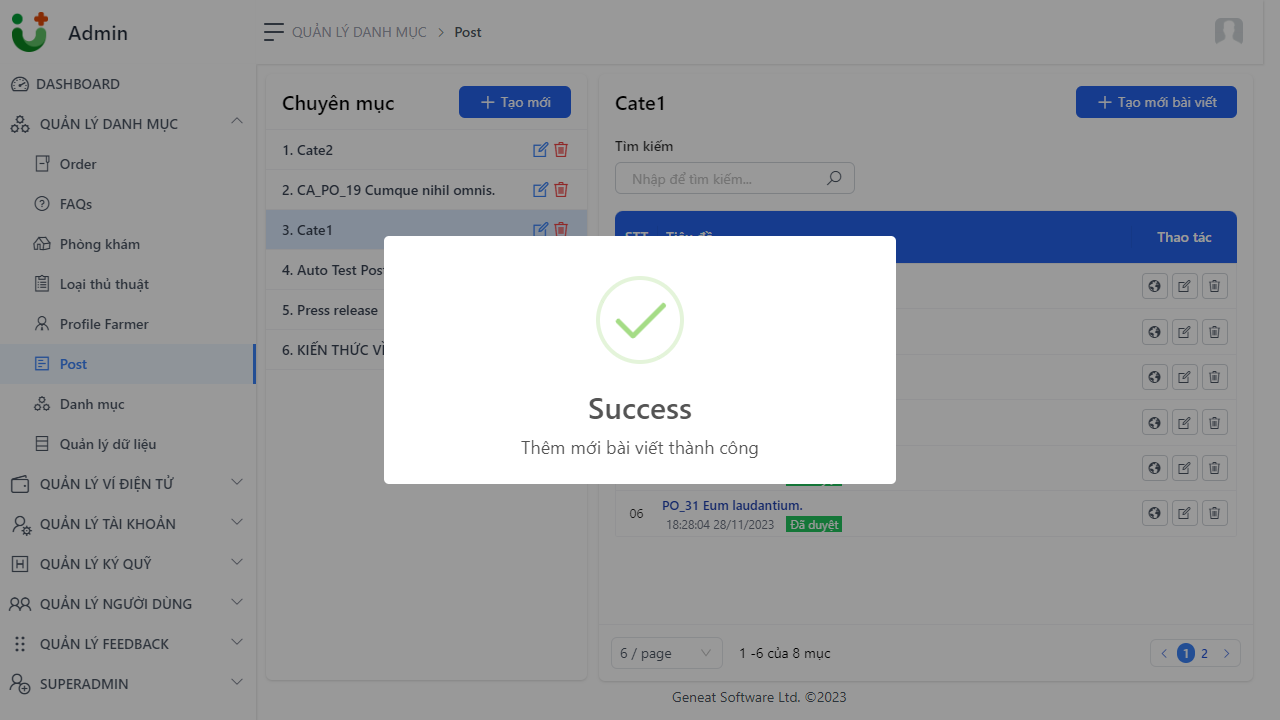 Admin
QUẢN LÝ DANH MỤC > Post
DASHBOARD
QUẢN LÝ DANH MỤC
Order
FAQs
Phòng khám
Loại thủ thuật
Profile Farmer
Post
Danh mục
Quản lý dữ liệu
QUẢN LÝ VÍ ĐIỆN TỬ
QUẢN LÝ TÀI KHOẢN
QUẢN LÝ KÝ QUỸ
QUẢN LÝ NGƯỜI DÙNG
QUẢN LÝ FEEDBACK
SUPERADMIN
Chuyên mục
Tạo mới
1. Cate2
2. CA_PO_19 Cumque nihil omnis.
3. Cate1
4. Auto Test Post
5. Press release
6. KIẾN THỨC
Cate1
Tạo mới bài viết
Tìm kiếm
Nhập để tìm kiếm...
STT Tiêu đề Thao tác
06 PO_31 Eum laudantium.
18:28:04 28/11/2023 Đã duyệt
6 / page
1 -6 của 8 mục
1 2
Success
Thêm mới bài viết thành công
Geneat Software Ltd. ©2023